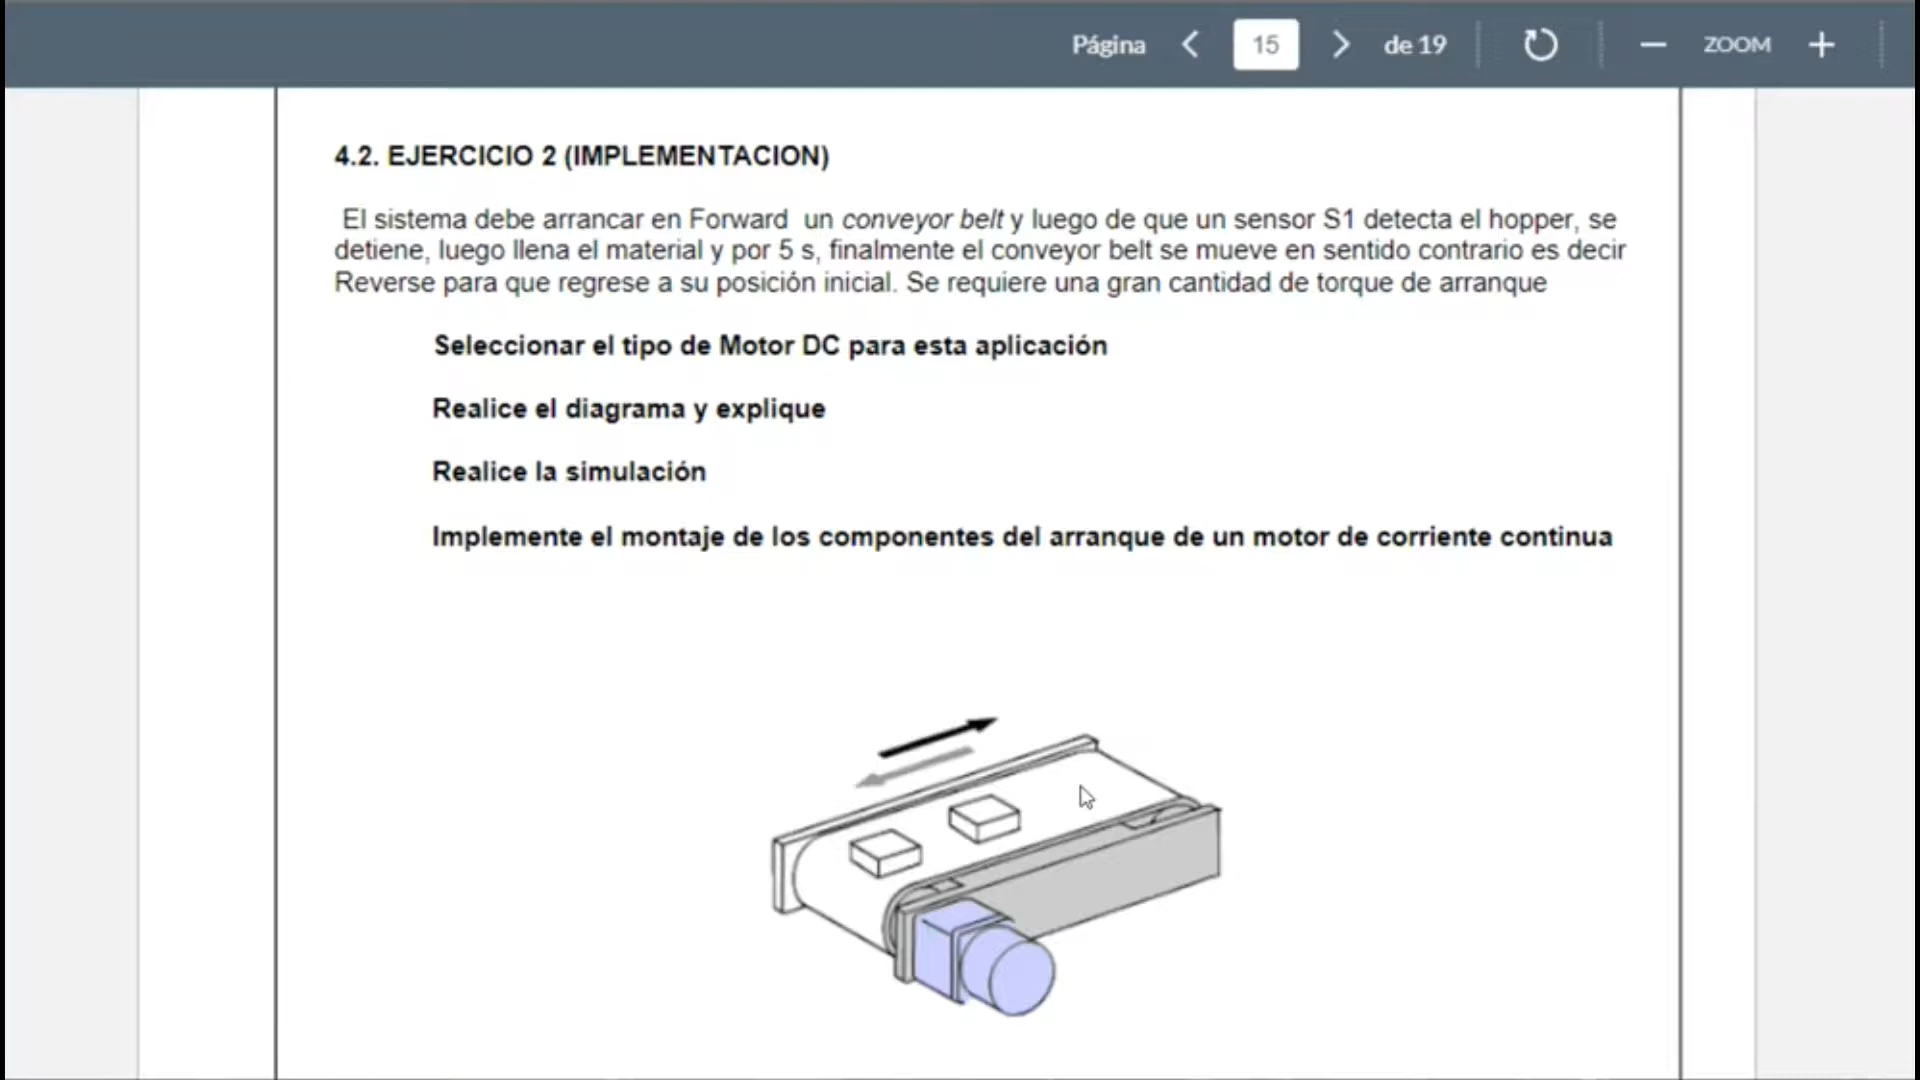 Página 15 de 19 ZOOM
4.2. EJERCICIO 2 (IMPLEMENTACION)
El sistema debe arrancar en Forward un conveyor belt y luego de que un sensor S1 detecta el hopper, se
detiene, luego llena el material y por 5 s, finalmente el conveyor belt se mueve en sentido contrario es decir
Reverse para que regrese a su posición inicial. Se requiere una gran cantidad de torque de arranque
Seleccionar el tipo de Motor DC para esta aplicación
Realice el diagrama y explique
Realice la simulación
Implemente el montaje de los componentes del arranque de un motor de corriente continua